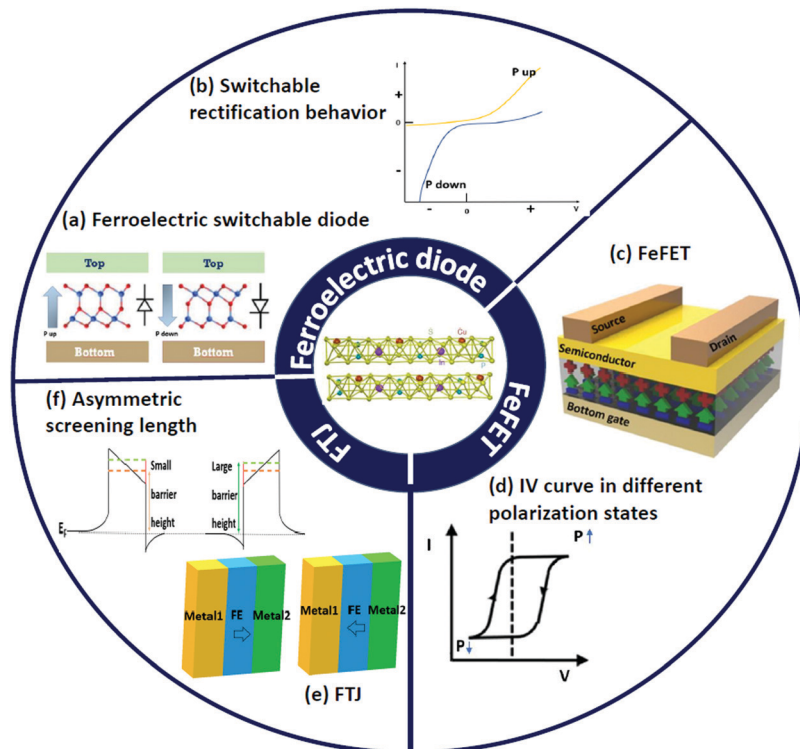 (b) Switchable
rectification behavior
I
+
0
-
P up
P down
-
0
+
V
(a) Ferroelectric switchable diode
Top
Top
P up
P down
Bottom
Bottom
Ferroelectric diode
FeFET
FTJ
S
Cu
In
P
(c) FeFET
Source
Drain
Semiconductor
Bottom gate
(f) Asymmetric
screening length
Small
barrier
height
Large
barrier
height
EF
(d) IV curve in different
polarization states
I
P↑
P↓
V
Metal1 FE Metal2
Metal1 FE Metal2
(e) FTJ